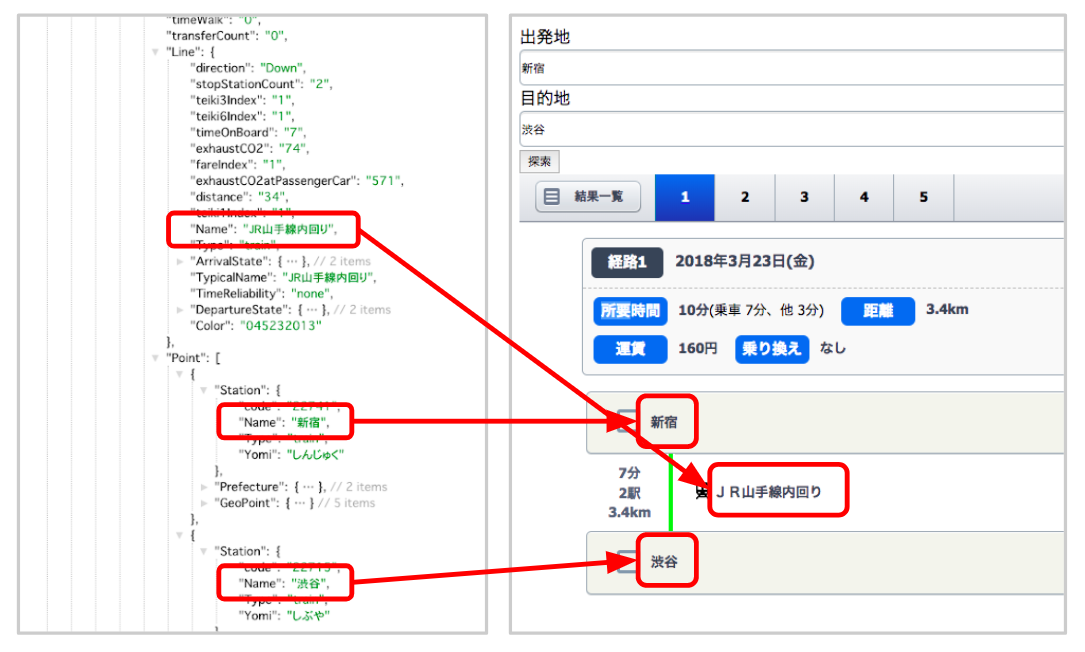 "timeWalk": "0",
"transferCount": "0",
"Line": {
"direction": "Down",
"stopStationCount": "2",
"teiki3Index": "1",
"teiki6Index": "1",
"timeOnBoard": "7",
"exhaustCO2": "74",
"fareIndex": "1",
"exhaustCO2atPassengerCar": "571",
"distance": "34",
"teiki1Index": "1",
"Name": "JR山手線内回り",
"Type": "train",
"ArrivalState": { ... }, // 2 items
"TypicalName": "JR山手線内回り",
"TimeReliability": "none",
"DepartureState": { ... }, // 2 items
"Color": "045232013"
},
"Point": [
{
"Station": {
"code": "22741",
"Name": "新宿",
"Type": "train",
"Yomi": "しんじゅく"
},
"Prefecture": { ... }, // 2 items
"GeoPoint": { ... } // 5 items
},
{
"Station": {
"code": "22715",
"Name": "渋谷",
"Type": "train",
"Yomi": "しぶや"
出発地
新宿
目的地
渋谷
探索
結果一覧 1 2 3 4 5
経路1 2018年3月23日(金)
所要時間 10分(乗車 7分、他 3分) 距離 3.4km
運賃 160円 乗り換え なし
新宿
7分
2駅 ＪＲ山手線内回り
3.4km
渋谷